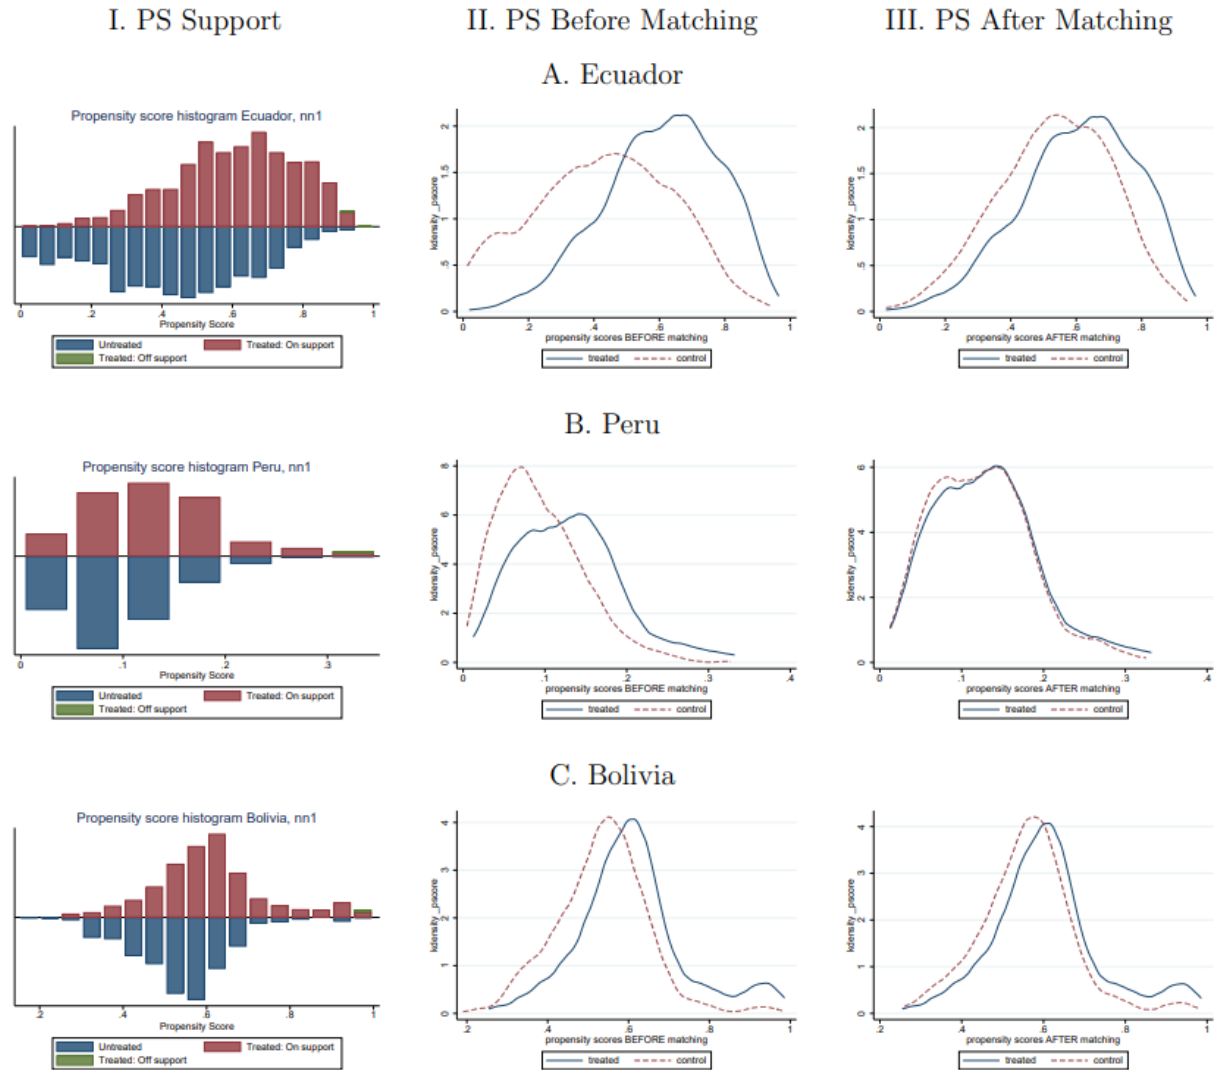 I. PS Support
II. PS Before Matching
III. PS After Matching
A. Ecuador
Propensity score histogram Ecuador, nn1
0 .2 .4 .6 .8 1
Propensity Score
Untreated
Treated: On support
Treated: Off support
kdensity _pscore
0 .5 1 1.5 2
0 .2 .4 .6 .8 1
propensity scores BEFORE matching
treated
control
kdensity _pscore
0 .5 1 1.5 2
0 .2 .4 .6 .8 1
propensity scores AFTER matching
treated
control
B. Peru
Propensity score histogram Peru, nn1
0 .1 .2 .3
Propensity Score
Untreated
Treated: On support
Treated: Off support
kdensity _pscore
0 2 4 6 8
0 .1 .2 .3 .4
propensity scores BEFORE matching
treated
control
kdensity _pscore
0 2 4 6
0 .1 .2 .3 .4
propensity scores AFTER matching
treated
control
C. Bolivia
Propensity score histogram Bolivia, nn1
.2 .4 .6 .8 1
Propensity Score
Untreated
Treated: On support
Treated: Off support
kdensity _pscore
0 1 2 3 4
.2 .4 .6 .8 1
propensity scores BEFORE matching
treated
control
kdensity _pscore
0 1 2 3 4
.2 .4 .6 .8 1
propensity scores AFTER matching
treated
control